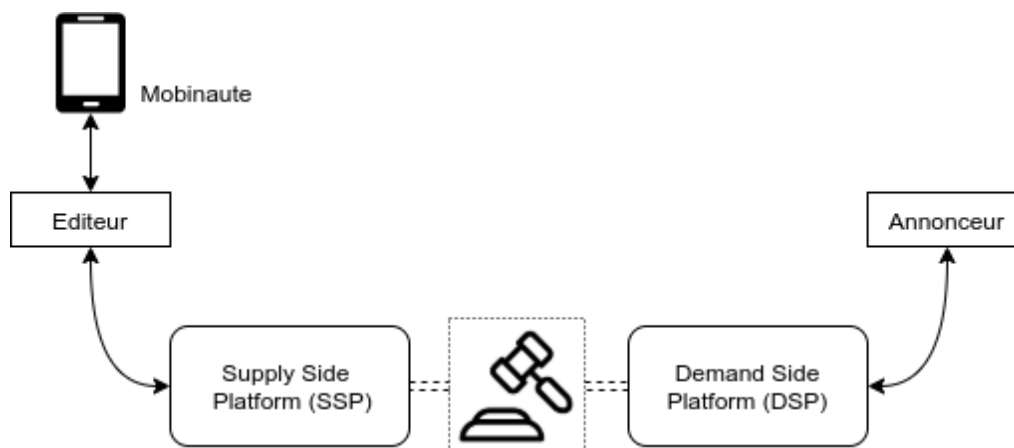 Mobinaute
Editeur
Annonceur
Supply Side
Platform (SSP)
Demand Side
Platform (DSP)